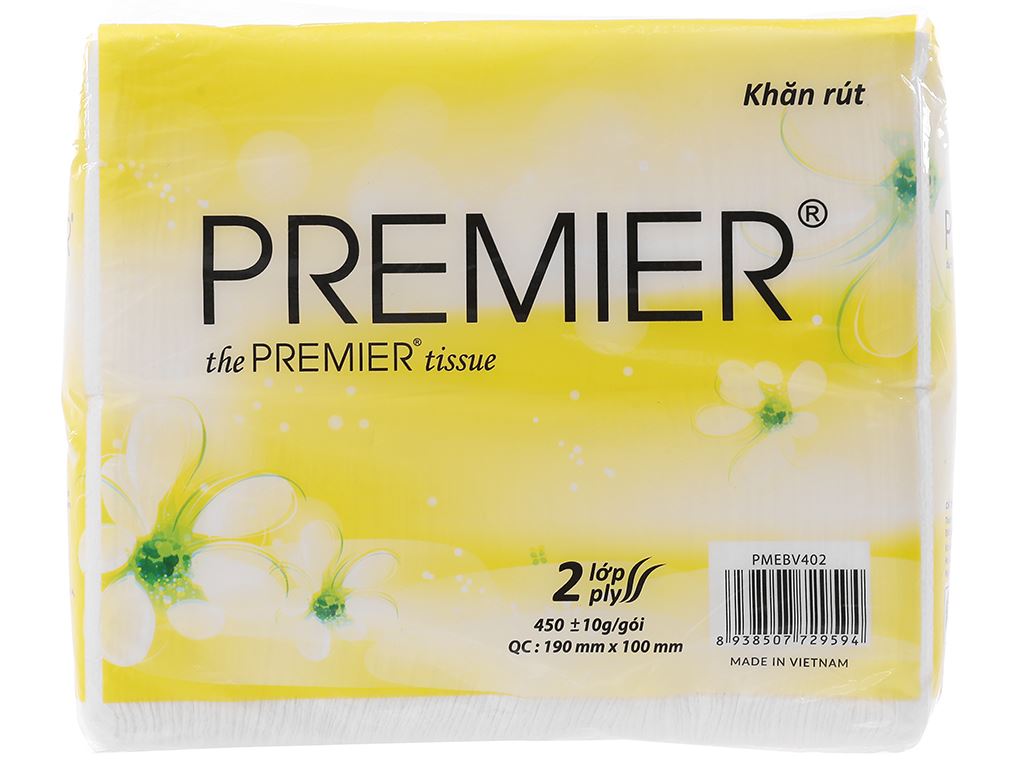 Khăn rút
PREMIER®
the PREMIER® tissue
2 lớp
ply
450 ±10g/gói
QC : 190 mm x 100 mm
PMEBV402
8 938507 729594
MADE IN VIETNAM